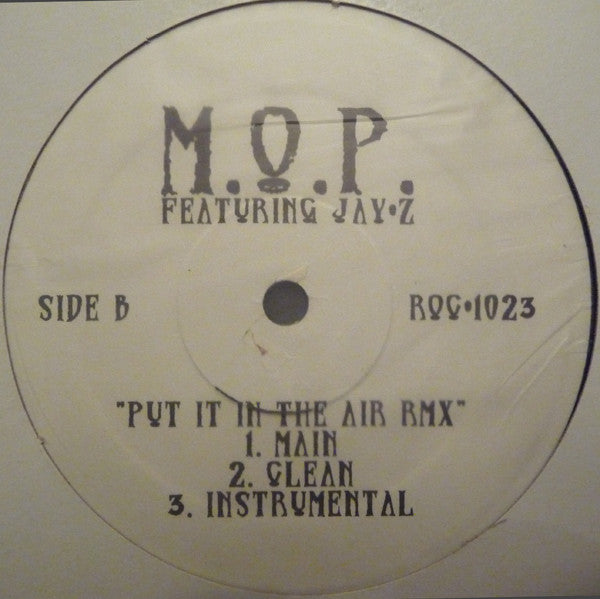 M.O.P.
FEATURING JAY•Z
SIDE B
ROC•1023
"PUT IT IN THE AIR RMX"
1. MAIN
2. CLEAN
3. INSTRUMENTAL